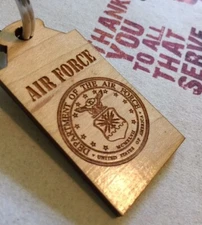 THANK
YOU
TO ALL
THAT
SERVE
AIR FORCE
DEPARTMENT OF THE AIR FORCE
UNITED STATES OF AMERICA